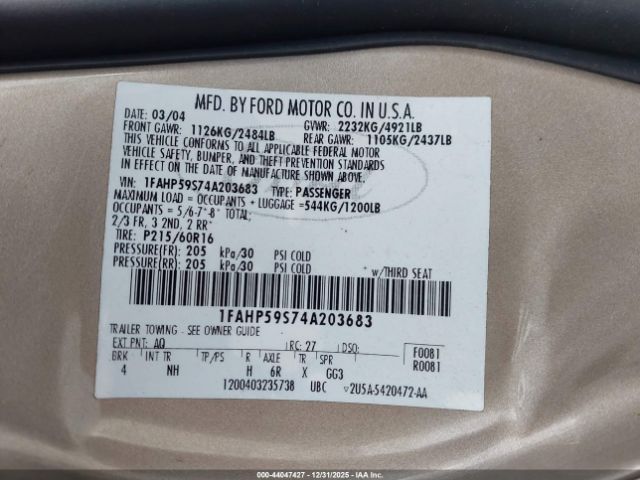 MFD. BY FORD MOTOR CO. IN U.S.A.
DATE: 03/04 GVWR: 2232KG/4921LB
FRONT GAWR: 1126KG/2484LB REAR GAWR: 1105KG/2437LB
THIS VEHICLE CONFORMS TO ALL APPLICABLE FEDERAL MOTOR
VEHICLE SAFETY, BUMPER, AND THEFT PREVENTION STANDARDS
IN EFFECT ON THE DATE OF MANUFACTURE SHOWN ABOVE.
VIN: 1FAHP59S74A203683 TYPE: PASSENGER
MAXIMUM LOAD = OCCUPANTS + LUGGAGE =544KG/1200LB
OCCUPANTS = 5/6-7*-8* TOTAL;
2/3 FR, 3 2ND, 2 RR*
TIRE: P215/60R16
PRESSURE(FR): 205 kPa/30 PSI COLD
PRESSURE(RR): 205 kPa/30 PSI COLD * w/THIRD SEAT
1FAHP59S74A203683
TRAILER TOWING - SEE OWNER GUIDE
EXT PNT: AQ RC: 27 DSO: F0081
BRK INT TR TP/PS R AXLE TR SPR R0081
4 NH H 6R X GG3
1200403235738 UBC 2U5A-5420472-AA
000-44047427 - 12/31/2025 - IAA Inc.